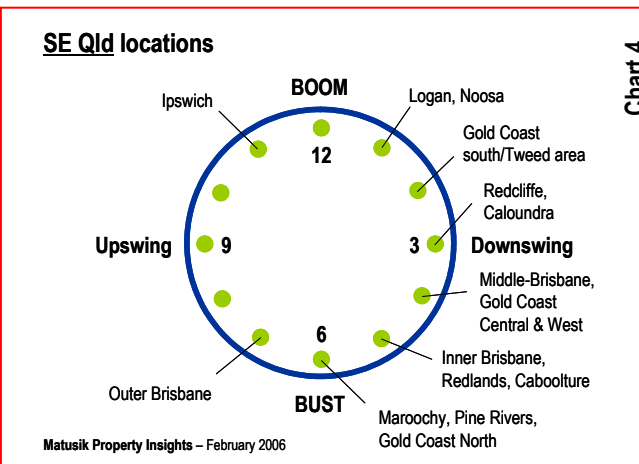 SE Qld locations
Chart 4
BOOM
Ipswich
Logan, Noosa
12
Gold Coast
south/Tweed area
Redcliffe,
Caloundra
Upswing
9
3
Downswing
Middle-Brisbane,
Gold Coast
Central & West
6
Inner Brisbane,
Redlands, Caboolture
Outer Brisbane
BUST
Maroochy, Pine Rivers,
Gold Coast North
Matusik Property Insights – February 2006